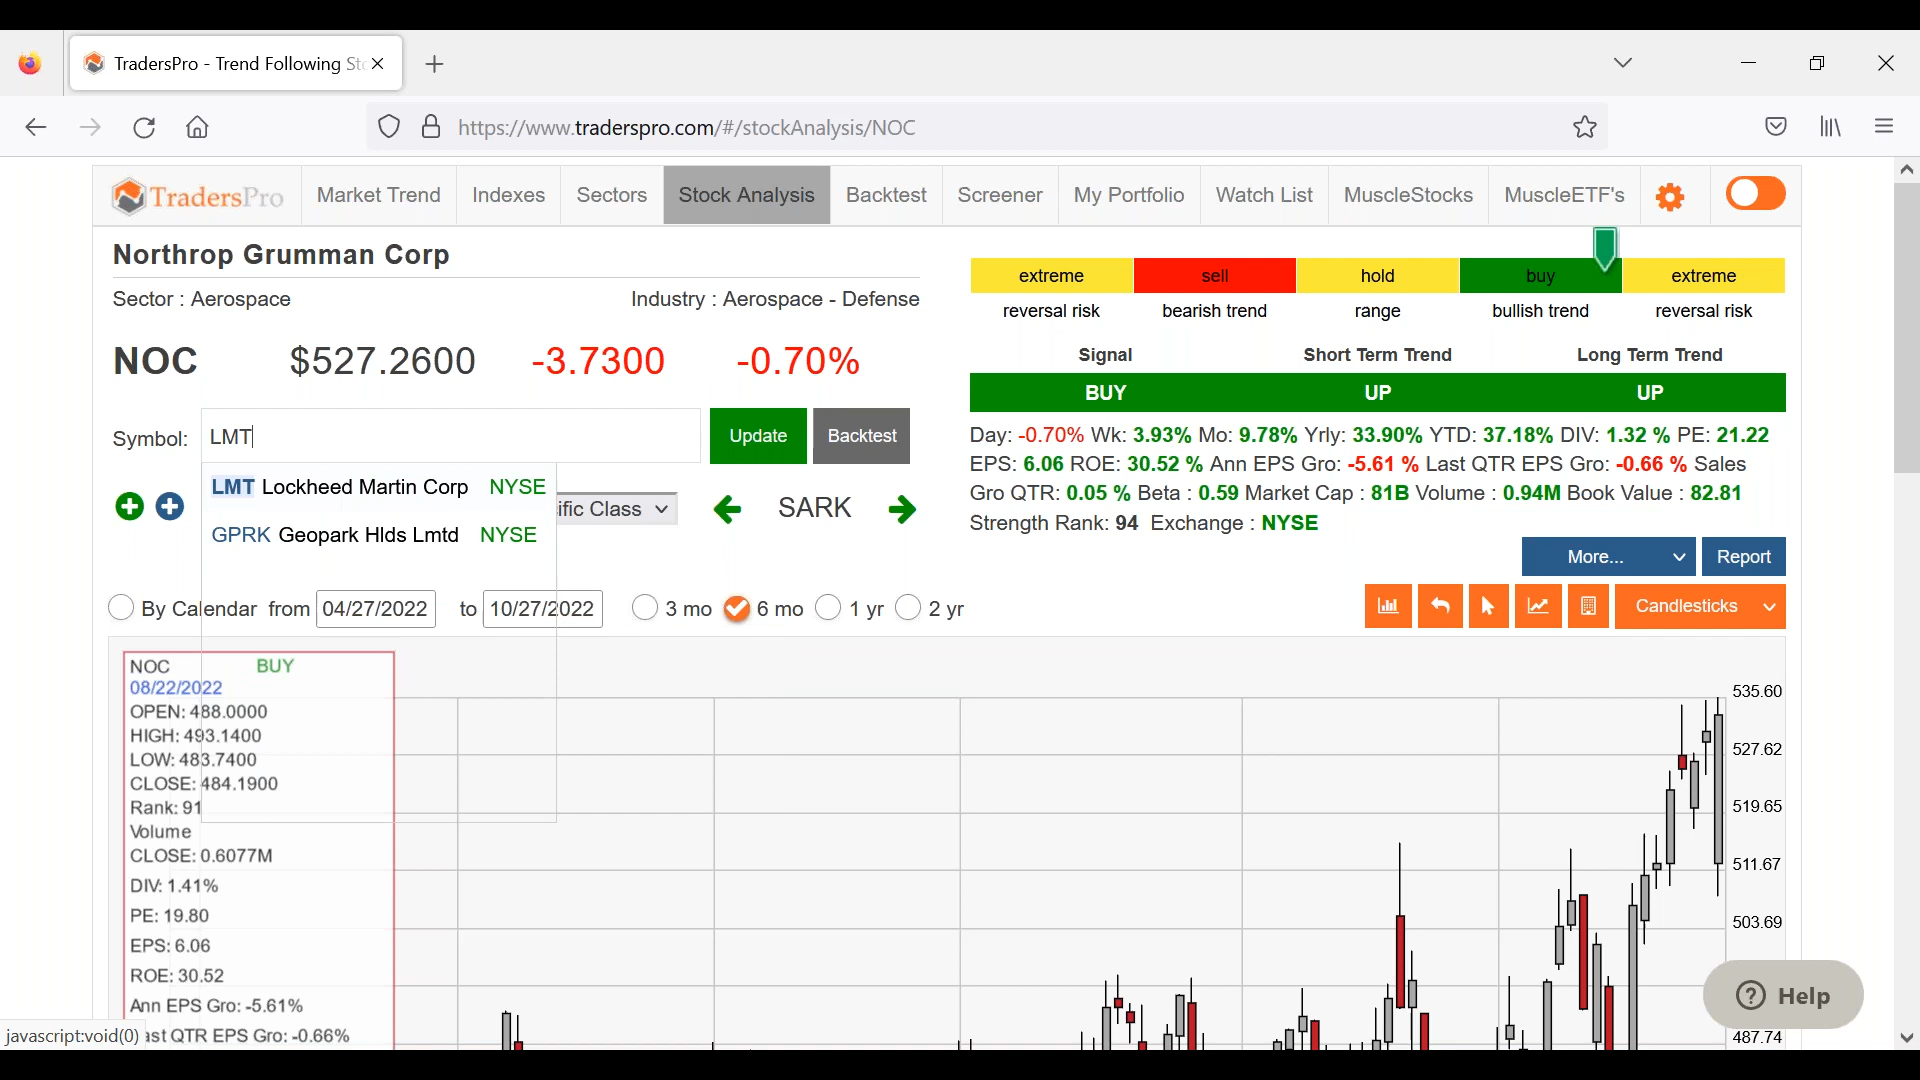 TradersPro - Trend Following Sto
https://www.traderspro.com/#/stockAnalysis/NOC
TradersPro Market Trend Indexes Sectors Stock Analysis Backtest Screener My Portfolio Watch List MuscleStocks MuscleETF's
Northrop Grumman Corp
Sector : Aerospace Industry : Aerospace - Defense
NOC $527.2600 -3.7300 -0.70%
Symbol: LMT Update Backtest
LMT Lockheed Martin Corp NYSE
GPRK Geopark Hlds Lmtd NYSE
ific Class SARK
extreme sell hold buy extreme
reversal risk bearish trend range bullish trend reversal risk
Signal Short Term Trend Long Term Trend
BUY UP UP
Day: -0.70% Wk: 3.93% Mo: 9.78% Yrly: 33.90% YTD: 37.18% DIV: 1.32 % PE: 21.22
EPS: 6.06 ROE: 30.52 % Ann EPS Gro: -5.61 % Last QTR EPS Gro: -0.66 % Sales
Gro QTR: 0.05 % Beta : 0.59 Market Cap : 81B Volume : 0.94M Book Value : 82.81
Strength Rank: 94 Exchange : NYSE
More... Report
By Calendar from 04/27/2022 to 10/27/2022 3 mo 6 mo 1 yr 2 yr
Candlesticks
NOC BUY
08/22/2022
OPEN: 488.0000
HIGH: 493.1400
LOW: 483.7400
CLOSE: 484.1900
Rank: 91
Volume
CLOSE: 0.6077M
DIV: 1.41%
PE: 19.80
EPS: 6.06
ROE: 30.52
Ann EPS Gro: -5.61%
ast QTR EPS Gro: -0.66%
535.60
527.62
519.65
511.67
503.69
487.74
Help
javascript:void(0)